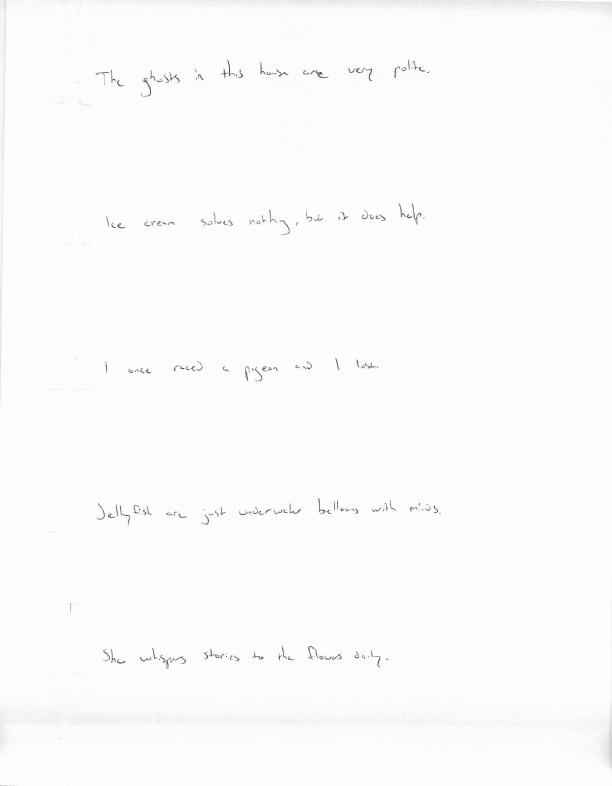 The ghosts in this house are very polite.
Ice cream solves nothing, but it does help.
I once raced a pigeon and I lost.
Jellyfish are just underwater balloons with minds.
She whispers stories to the flowers daily.